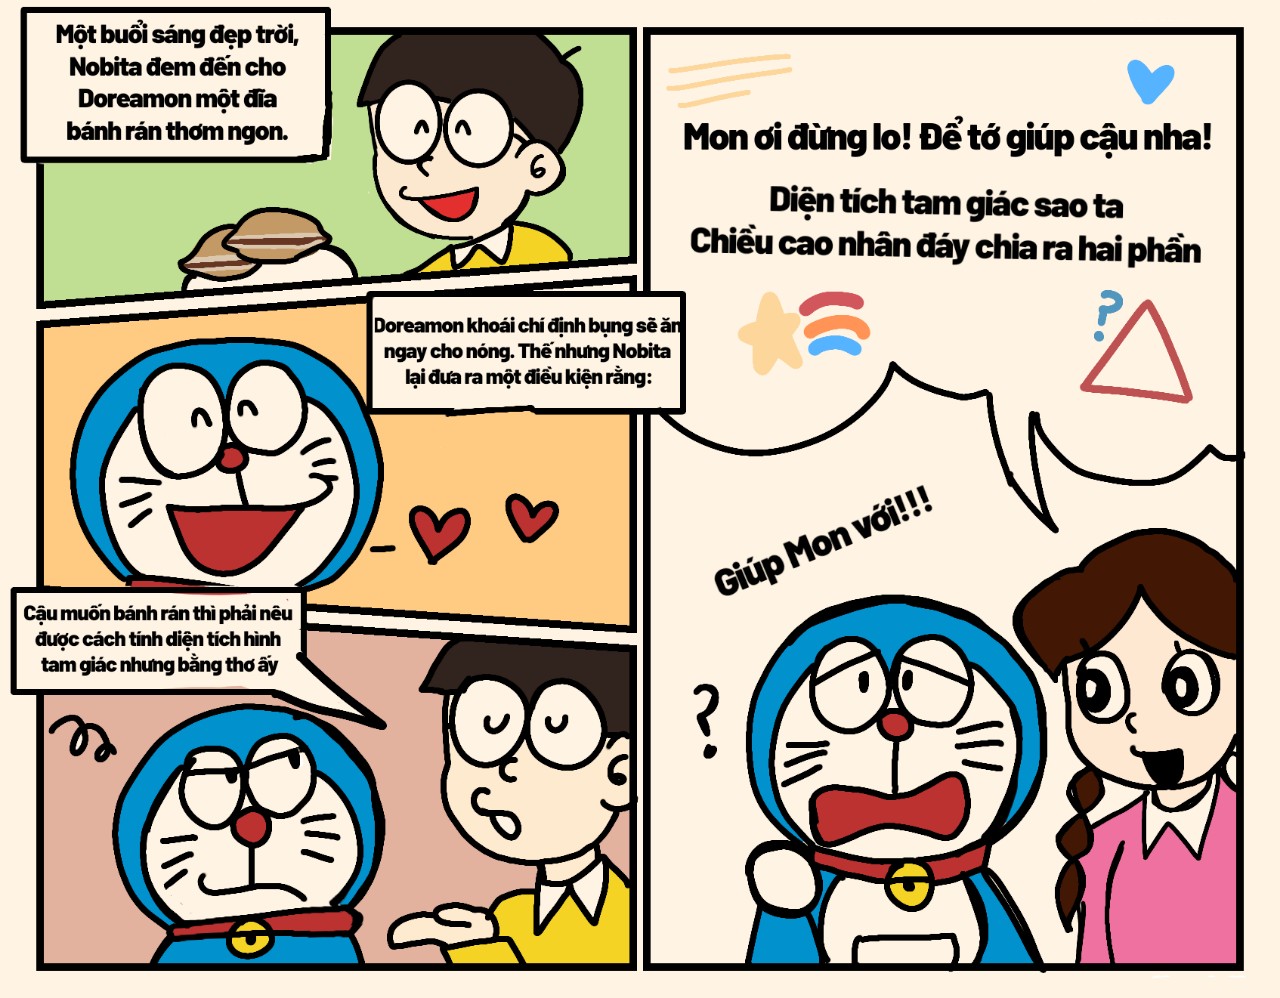 Một buổi sáng đẹp trời,
Nobita đem đến cho
Doreamon một đĩa
bánh rán thơm ngon.
Doreamon khoái chí định bụng sẽ ăn
ngay cho nóng. Thế nhưng Nobita
lại đưa ra một điều kiện rằng:
Cậu muốn bánh rán thì phải nêu
được cách tính diện tích hình
tam giác nhưng bằng thơ ấy
Mon ơi đừng lo! Để tớ giúp cậu nha!
Diện tích tam giác sao ta
Chiều cao nhân đáy chia ra hai phần
?
Giúp Mon với!!!
?